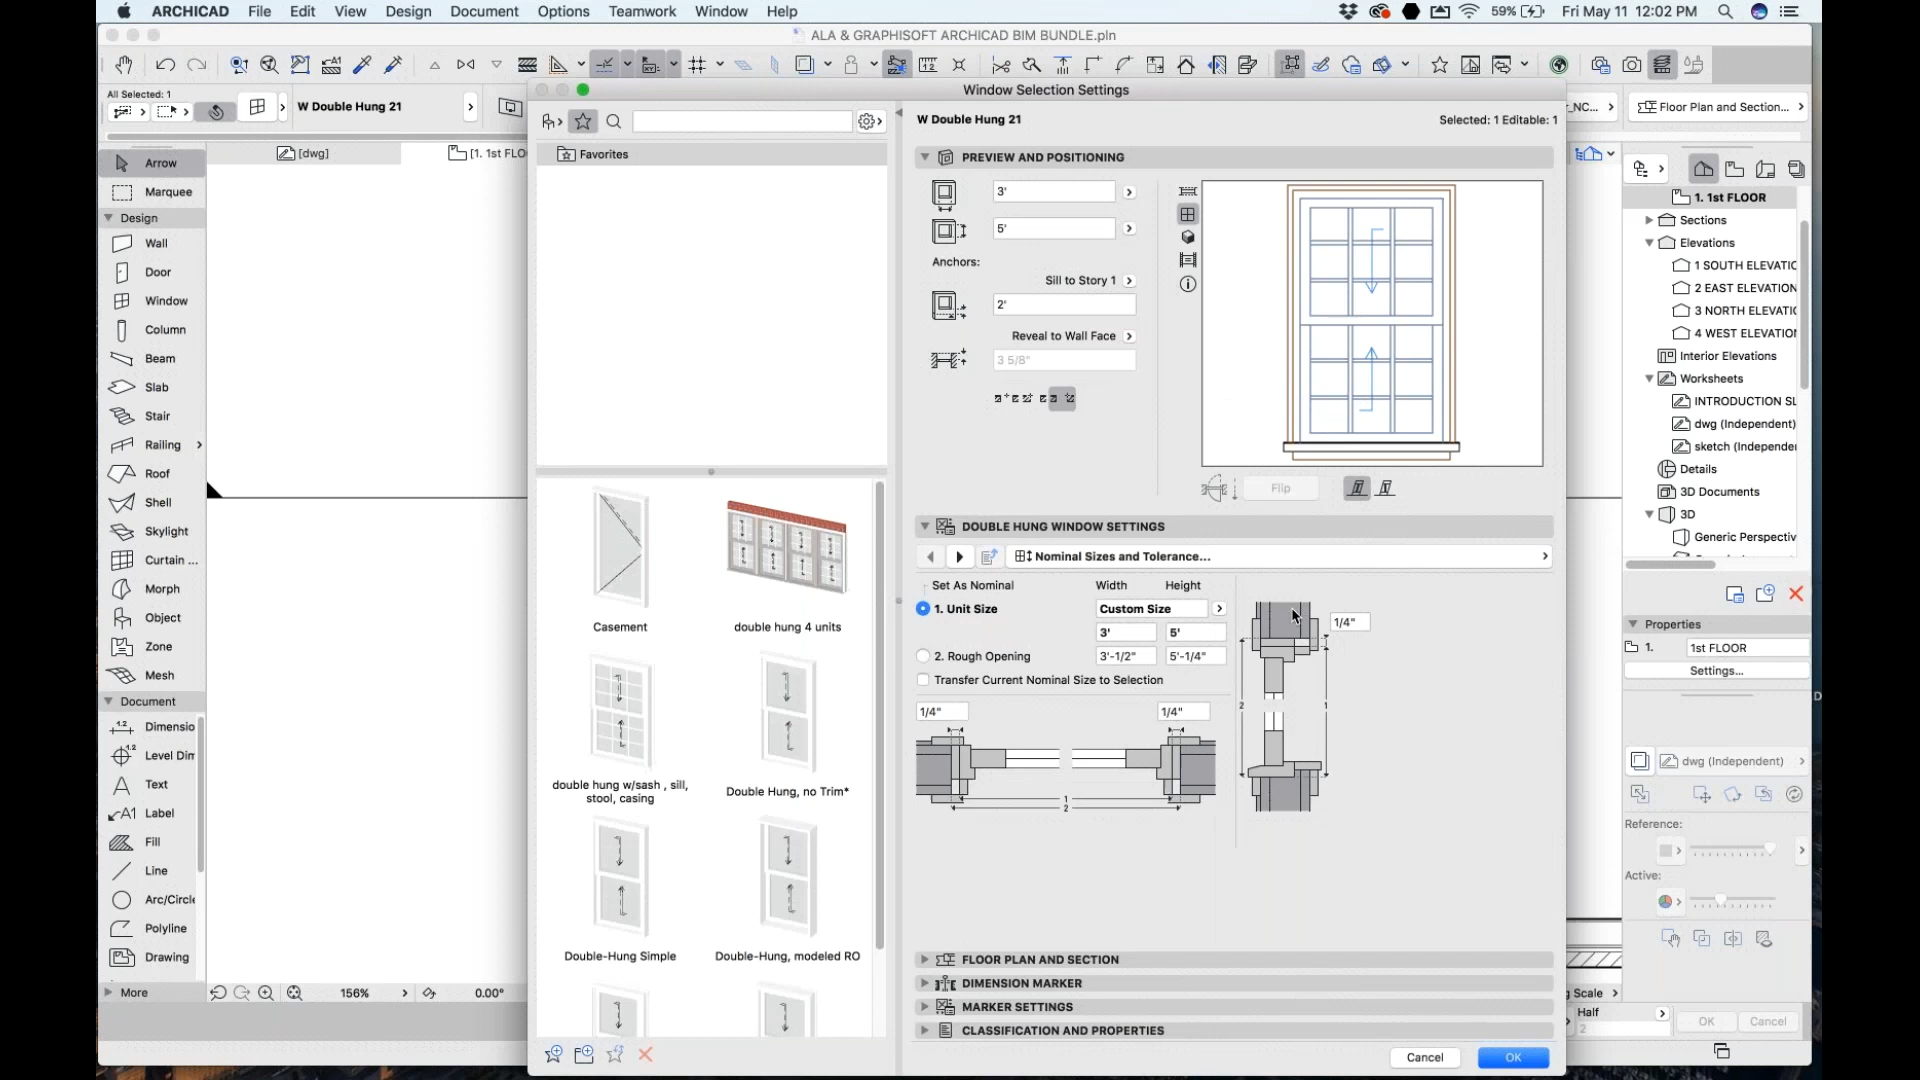 ARCHICAD File Edit View Design Document Options Teamwork Window Help 59% Fri May 11 12:02 PM
ALA & GRAPHISOFT ARCHICAD BIM BUNDLE.pln
All Selected: 1
W Double Hung 21
[dwg]
[1. 1st FLO
Arrow
Marquee
Design
Wall
Door
Window
Column
Beam
Slab
Stair
Railing
Roof
Shell
Skylight
Curtain ...
Morph
Object
Zone
Mesh
Document
Dimensio
Level Dim
Text
Label
Fill
Line
Arc/Circle
Polyline
Drawing
More
156%
0.00°
Window Selection Settings
Favorites
Casement
double hung 4 units
double hung w/sash , sill,
stool, casing
Double Hung, no Trim*
Double-Hung Simple
Double-Hung, modeled RO
W Double Hung 21
Selected: 1 Editable: 1
PREVIEW AND POSITIONING
3'
5'
Anchors:
Sill to Story 1
2'
Reveal to Wall Face
3 5/8"
Flip
DOUBLE HUNG WINDOW SETTINGS
Nominal Sizes and Tolerance...
Set As Nominal Width Height
1. Unit Size Custom Size
3' 5'
2. Rough Opening 3'-1/2" 5'-1/4"
Transfer Current Nominal Size to Selection
1/4" 1/4"
1
2
1/4"
2 1
FLOOR PLAN AND SECTION
DIMENSION MARKER
MARKER SETTINGS
CLASSIFICATION AND PROPERTIES
Cancel OK
_NC...
Floor Plan and Section...
1. 1st FLOOR
Sections
Elevations
1 SOUTH ELEVATIO
2 EAST ELEVATION
3 NORTH ELEVATIO
4 WEST ELEVATION
Interior Elevations
Worksheets
INTRODUCTION SL
dwg (Independent)
sketch (Independe
Details
3D Documents
3D
Generic Perspectiv
Properties
1. 1st FLOOR
Settings...
dwg (Independent)
Reference:
Active:
g Scale
Half
2
OK Cancel